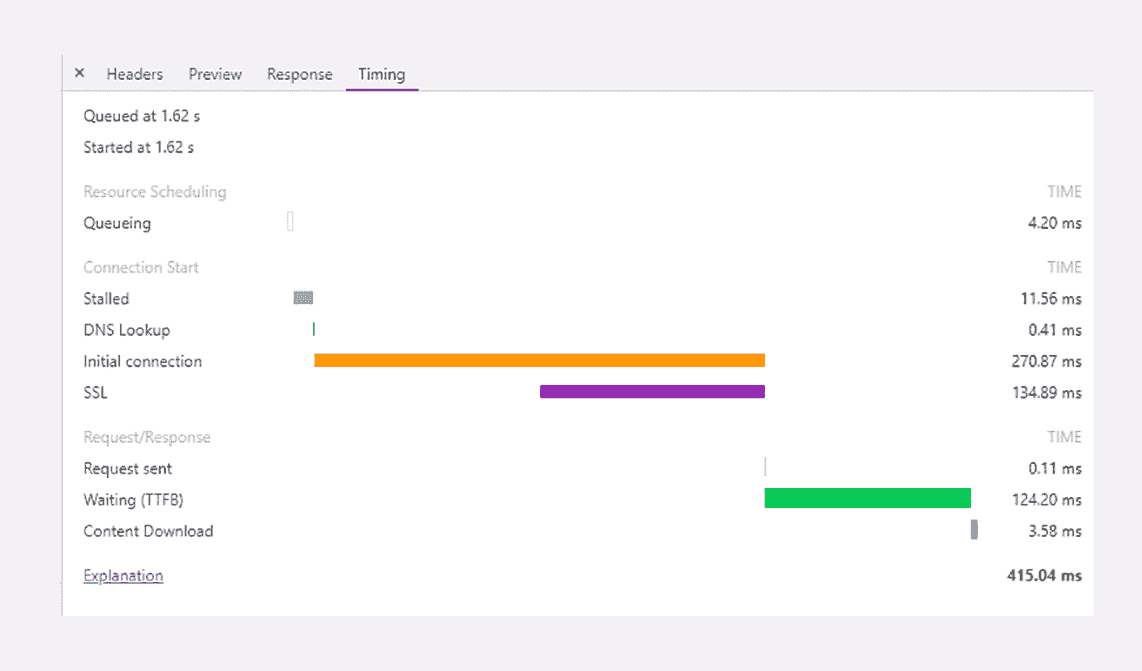 × Headers Preview Response Timing
Queued at 1.62 s
Started at 1.62 s
Resource Scheduling TIME
Queueing 4.20 ms
Connection Start TIME
Stalled 11.56 ms
DNS Lookup 0.41 ms
Initial connection 270.87 ms
SSL 134.89 ms
Request/Response TIME
Request sent 0.11 ms
Waiting (TTFB) 124.20 ms
Content Download 3.58 ms
Explanation 415.04 ms